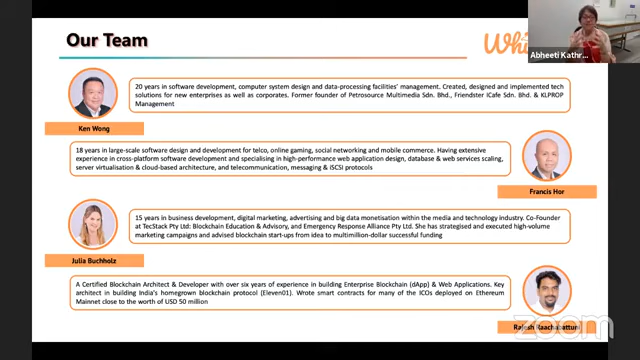 Our Team
Whi
Abheeti Kathr...
20 years in software development, computer system design and data-processing facilities' management. Created, designed and implemented tech
solutions for new enterprises as well as corporates. Former founder of Petrosource Multimedia Sdn. Bhd., Friendster ICafe Sdn. Bhd. & KLPROP
Management
Ken Wong
18 years in large-scale software design and development for telco, online gaming, social networking and mobile commerce. Having extensive
experience in cross-platform software development and specialising in high-performance web application design, database & web services scaling,
server virtualisation & cloud-based architecture, and telecommunication, messaging & iSCSI protocols
Francis Hor
15 years in business development, digital marketing, advertising and big data monetisation within the media and technology industry. Co-Founder
at TecStack Pty Ltd: Blockchain Education & Advisory, and Emergency Response Alliance Pty Ltd. She has strategised and executed high-volume
marketing campaigns and advised blockchain start-ups from idea to multimillion-dollar successful funding
Julia Buchholz
A Certified Blockchain Architect & Developer with over six years of experience in building Enterprise Blockchain (dApp) & Web Applications. Key
architect in building India's homegrown blockchain protocol (Eleven01). Wrote smart contracts for many of the ICOs deployed on Ethereum
Mainnet close to the worth of USD 50 million
Rajesh Raachabattuni
zoom